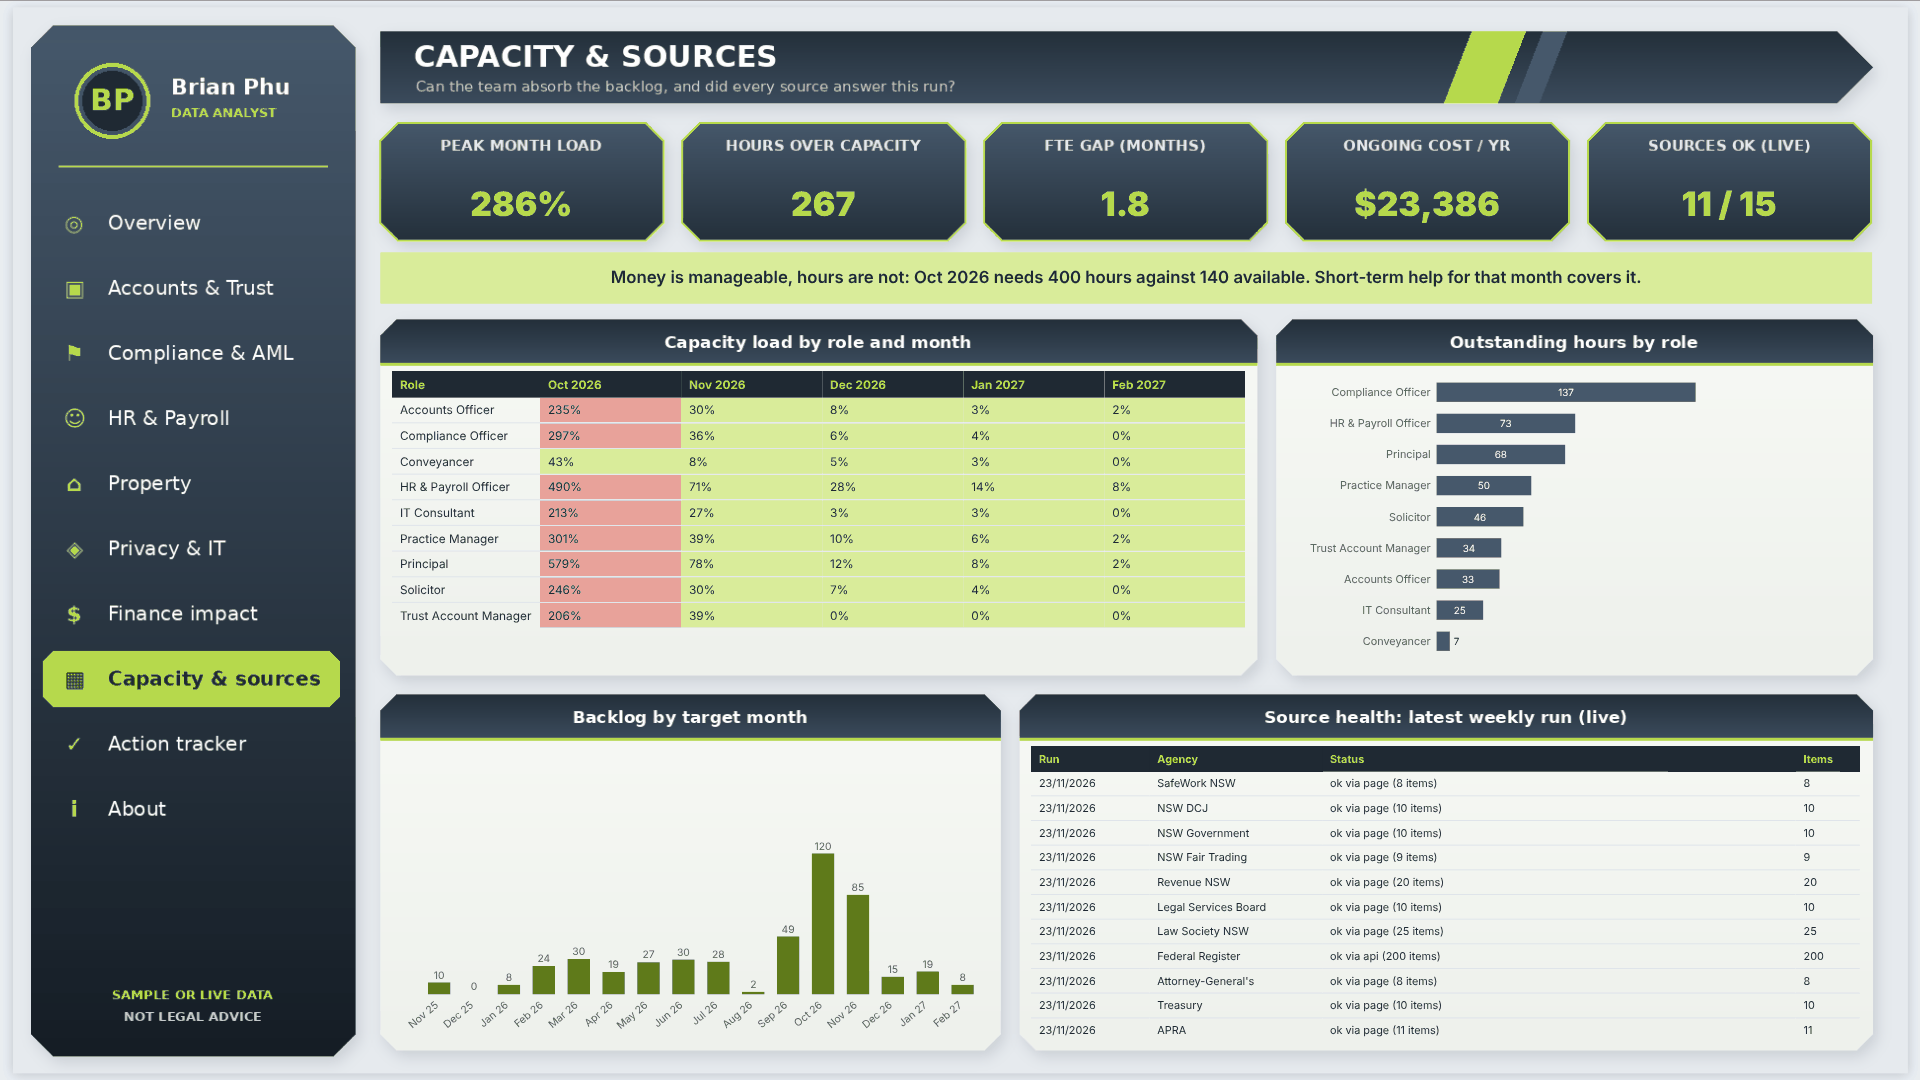 BP
Brian Phu
DATA ANALYST
Overview
Accounts & Trust
Compliance & AML
HR & Payroll
Property
Privacy & IT
$ Finance impact
Capacity & sources
Action tracker
i About
SAMPLE OR LIVE DATA
NOT LEGAL ADVICE
CAPACITY & SOURCES
Can the team absorb the backlog, and did every source answer this run?
PEAK MONTH LOAD
286%
HOURS OVER CAPACITY
267
FTE GAP (MONTHS)
1.8
ONGOING COST / YR
$23,386
SOURCES OK (LIVE)
11 / 15
Money is manageable, hours are not: Oct 2026 needs 400 hours against 140 available. Short-term help for that month covers it.
Capacity load by role and month
Role Oct 2026 Nov 2026 Dec 2026 Jan 2027 Feb 2027
Accounts Officer 235% 30% 8% 3% 2%
Compliance Officer 297% 36% 6% 4% 0%
Conveyancer 43% 8% 5% 3% 0%
HR & Payroll Officer 490% 71% 28% 14% 8%
IT Consultant 213% 27% 3% 3% 0%
Practice Manager 301% 39% 10% 6% 2%
Principal 579% 78% 12% 8% 2%
Solicitor 246% 30% 7% 4% 0%
Trust Account Manager 206% 39% 0% 0% 0%
Outstanding hours by role
Compliance Officer 137
HR & Payroll Officer 73
Principal 68
Practice Manager 50
Solicitor 46
Trust Account Manager 34
Accounts Officer 33
IT Consultant 25
Conveyancer 7
Backlog by target month
10 0 8 24 30 19 27 30 28 2 49 120 85 15 19 8
Nov 25 Dec 25 Jan 26 Feb 26 Mar 26 Apr 26 May 26 Jun 26 Jul 26 Aug 26 Sep 26 Oct 26 Nov 26 Dec 26 Jan 27 Feb 27
Source health: latest weekly run (live)
Run Agency Status Items
23/11/2026 SafeWork NSW ok via page (8 items) 8
23/11/2026 NSW DCJ ok via page (10 items) 10
23/11/2026 NSW Government ok via page (10 items) 10
23/11/2026 NSW Fair Trading ok via page (9 items) 9
23/11/2026 Revenue NSW ok via page (20 items) 20
23/11/2026 Legal Services Board ok via page (10 items) 10
23/11/2026 Law Society NSW ok via page (25 items) 25
23/11/2026 Federal Register ok via api (200 items) 200
23/11/2026 Attorney-General's ok via page (8 items) 8
23/11/2026 Treasury ok via page (10 items) 10
23/11/2026 APRA ok via page (11 items) 11